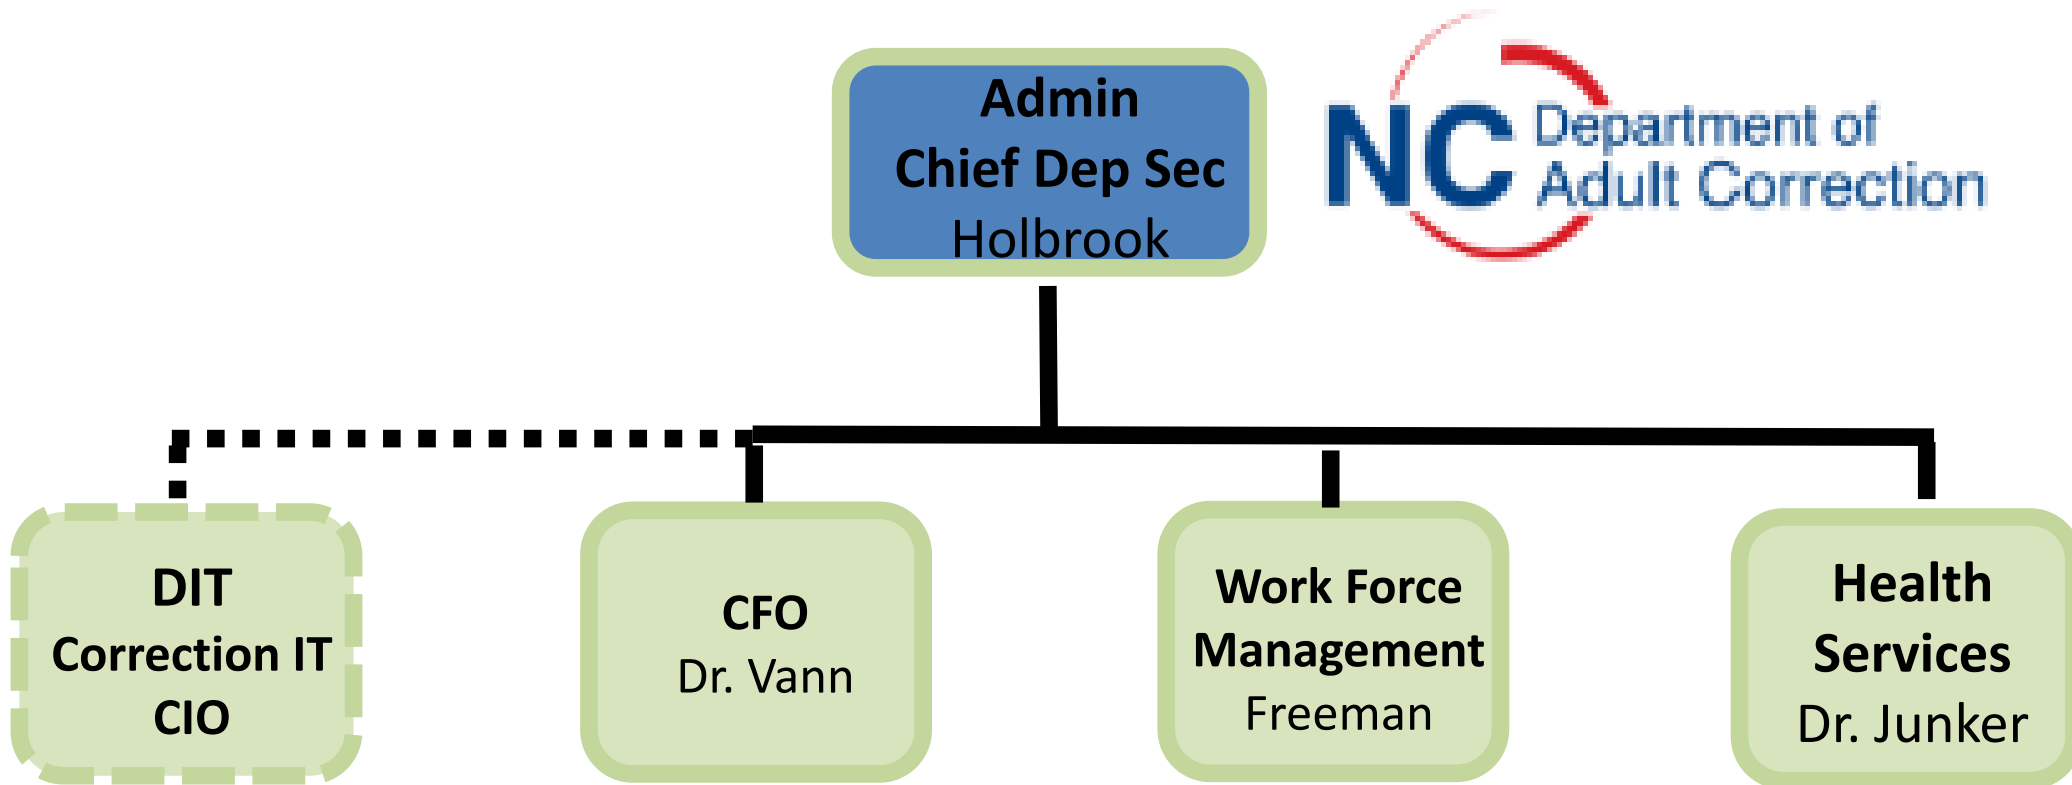 Admin
Chief Dep Sec
Holbrook
NC Department of
Adult Correction
DIT
Correction IT
CIO
CFO
Dr. Vann
Work Force
Management
Freeman
Health
Services
Dr. Junker